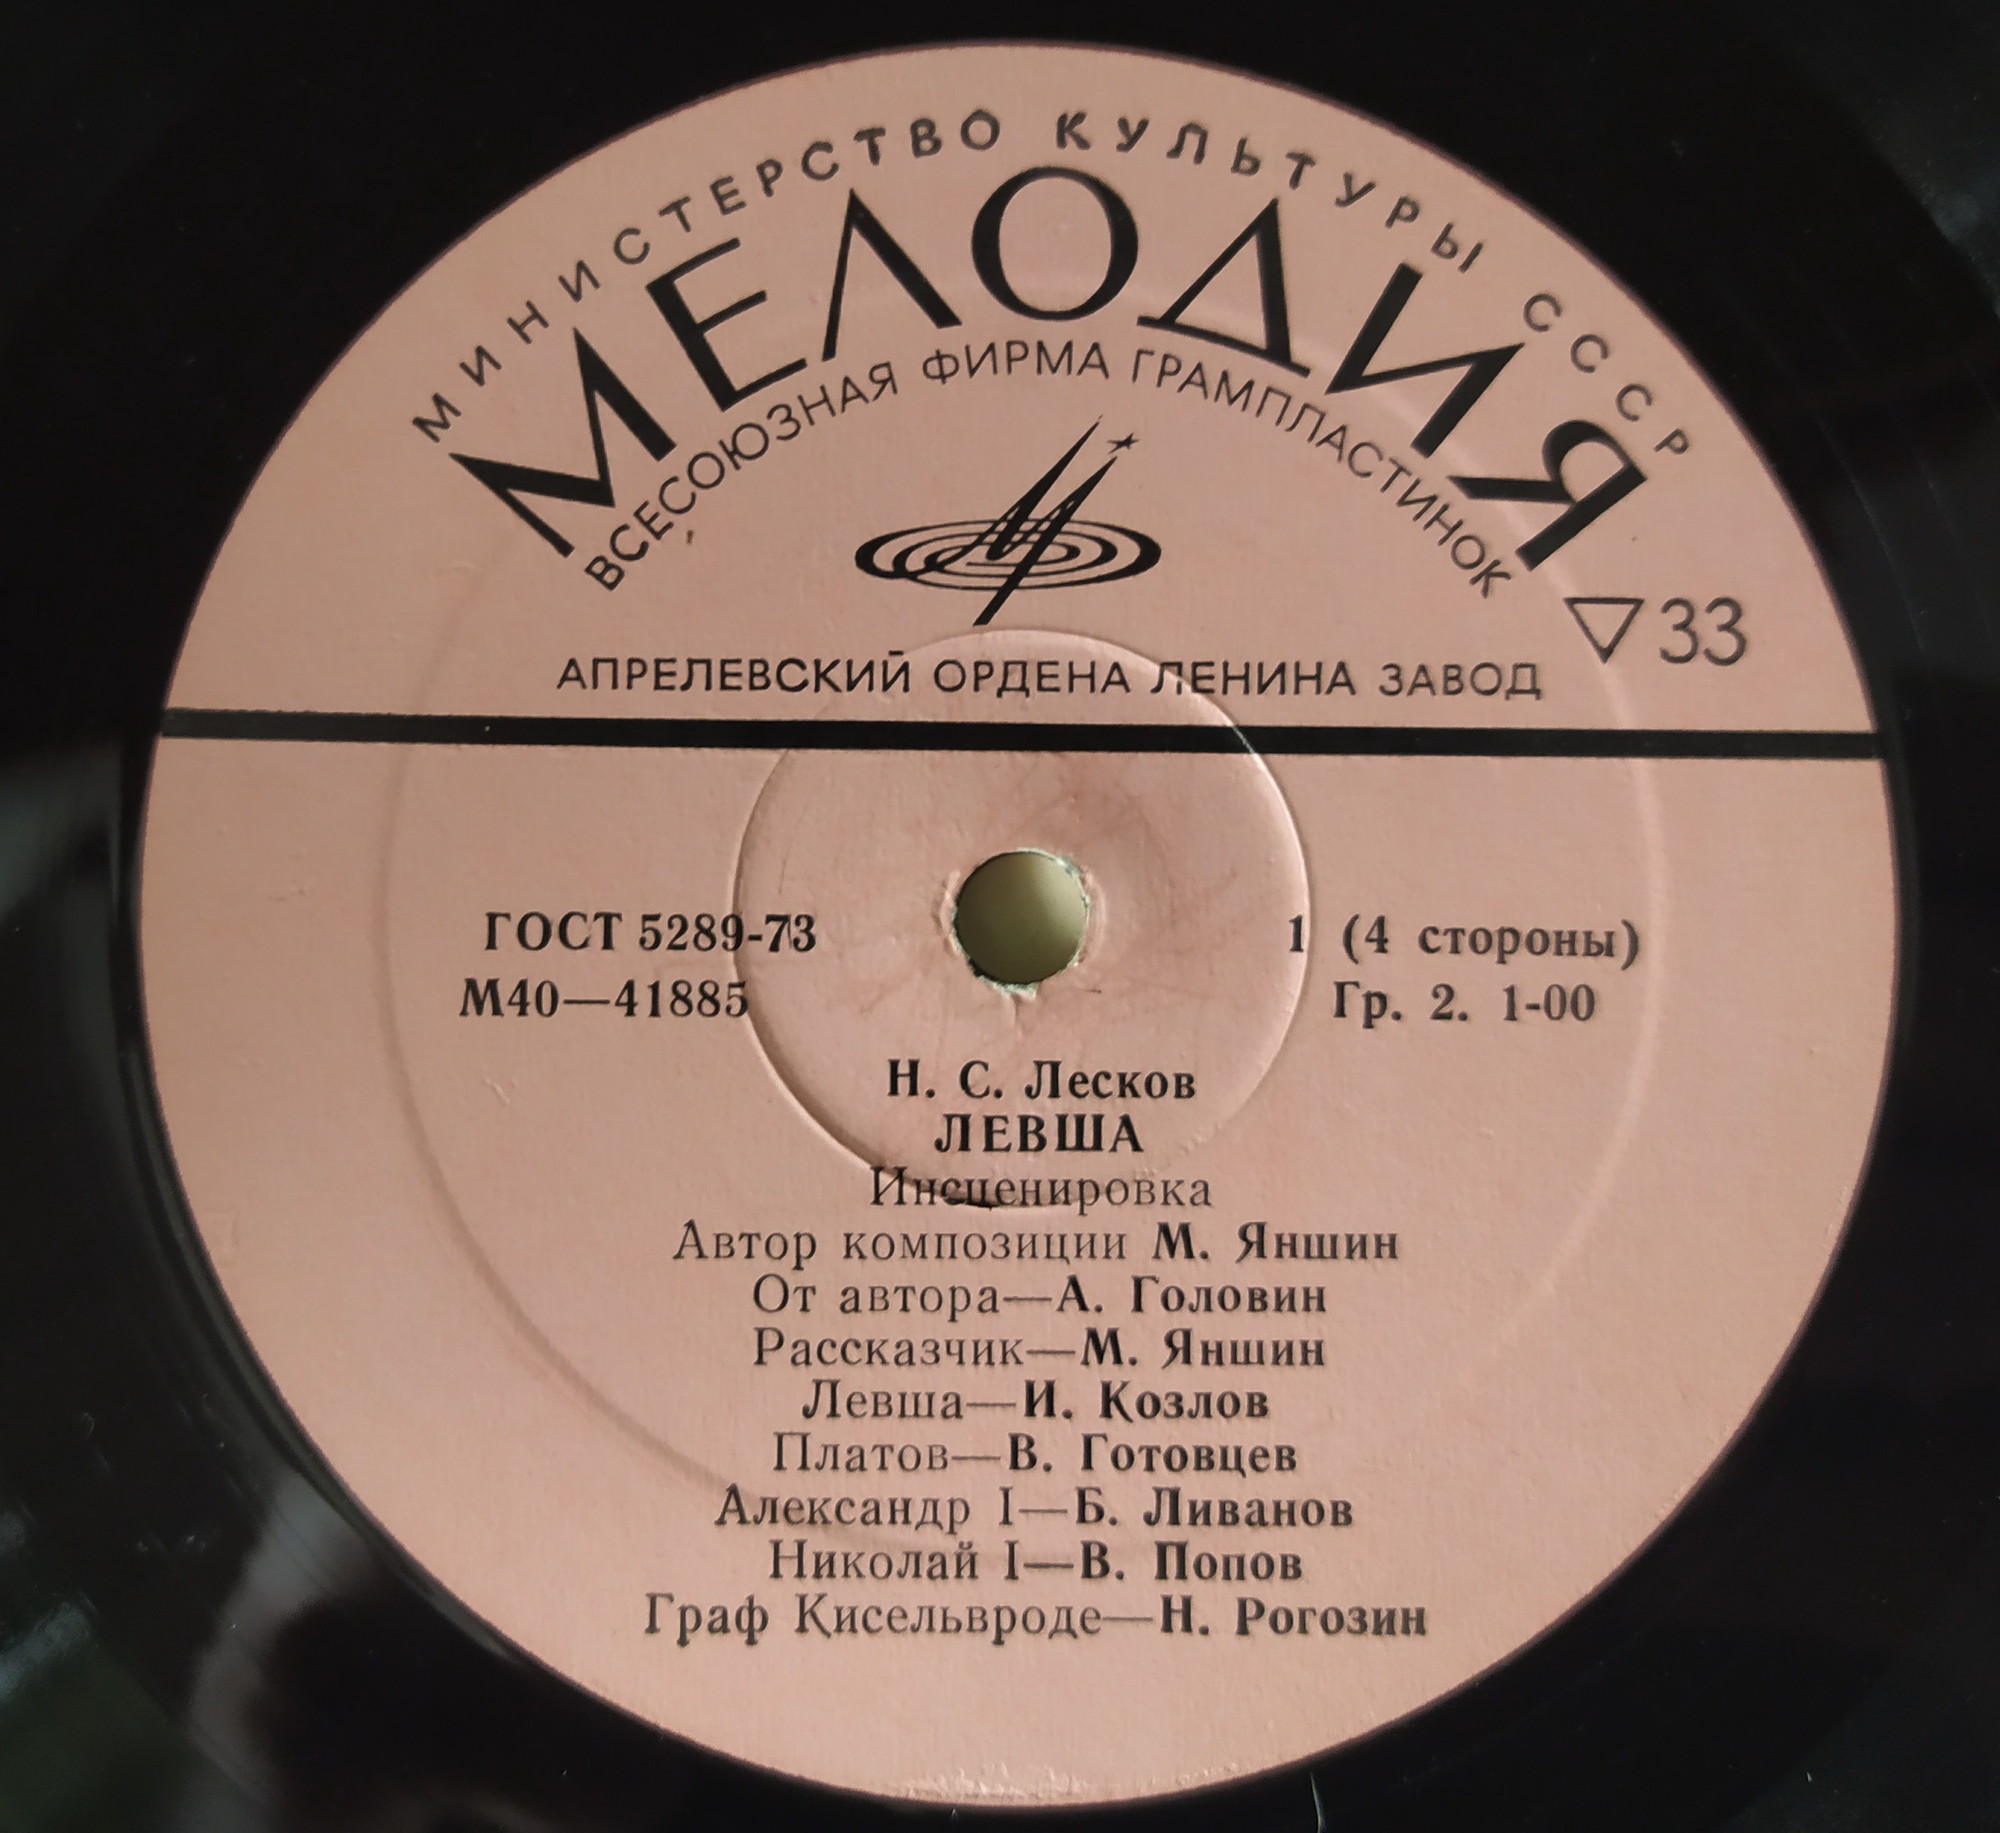 МИНИСТЕРСТВО КУЛЬТУРЫ СССР
МЕЛОДИЯ
ВСЕСОЮЗНАЯ ФИРМА ГРАМПЛАСТИНОК
33
АПРЕЛЕВСКИЙ ОРДЕНА ЛЕНИНА ЗАВОД
ГОСТ 5289-73
М40—41885
1 (4 стороны)
Гр. 2. 1-00
Н. С. Лесков
ЛЕВША
Инсценировка
Автор композиции М. Яншин
От автора—А. Головин
Рассказчик—М. Яншин
Левша—И. Козлов
Платов—В. Готовцев
Александр I—Б. Ливанов
Николай I—В. Попов
Граф Кисельвроде—Н. Рогозин